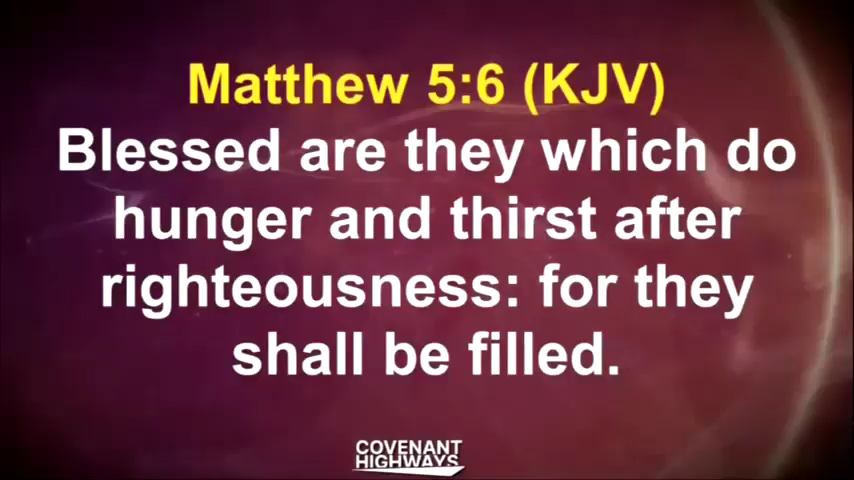 Matthew 5:6 (KJV)
Blessed are they which do
hunger and thirst after
righteousness: for they
shall be filled.
COVENANT
HIGHWAYS